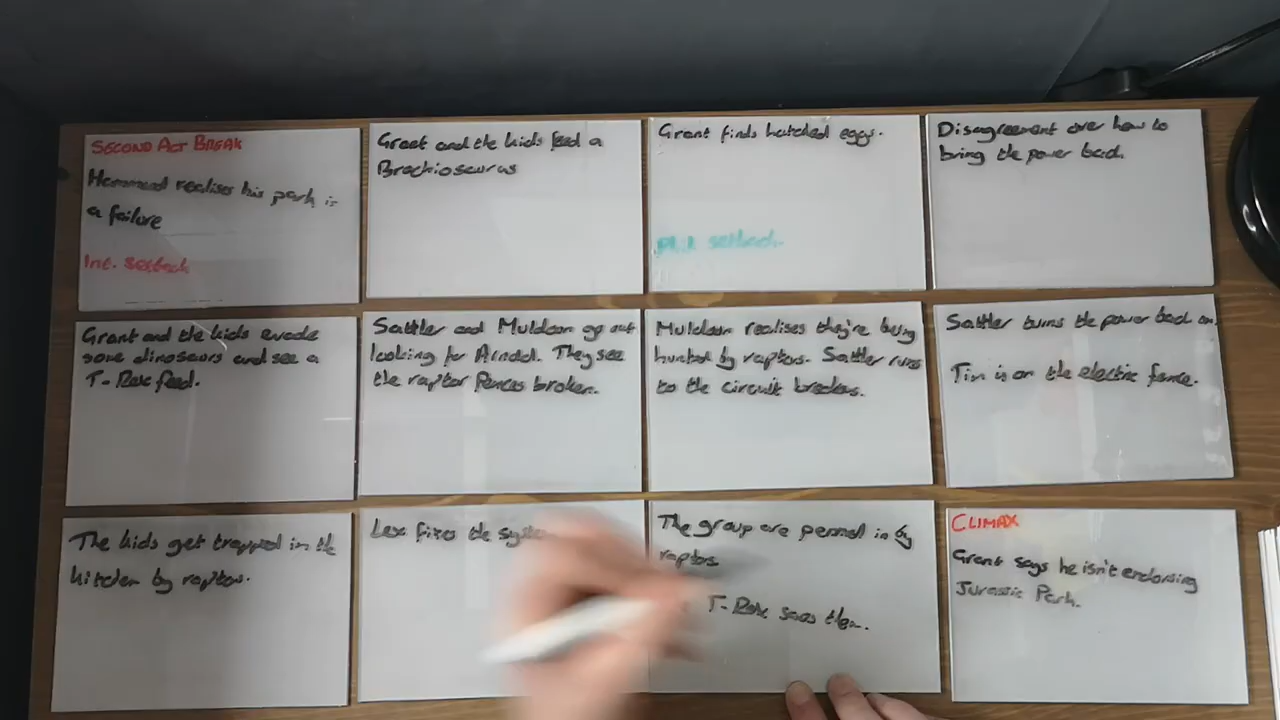 SECOND ACT BREAK
Hammond realises his park is
a failure
Int. setback
Grant and the kids feed a
Brachiosaurus
Grant finds hatched eggs.
setback
Disagreement over how to
bring the power back.
Grant and the kids evade
some dinosaurs and see a
T-Rex feed.
Sattler and Muldoon go out
looking for Arnold. They see
the raptor fences broken.
Muldoon realises they're being
hunted by raptors. Sattler runs
to the circuit breakers.
Sattler turns the power back on.
Tim is on the electric fence.
The kids get trapped in the
kitchen by raptors.
Lex fixes the system
The group are penned in by
raptors
T-Rex saves them.
CLIMAX
Grant says he isn't endorsing
Jurassic Park.